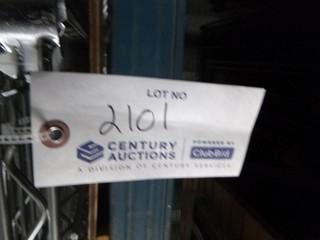 LOT NO
2101
CENTURY
AUCTIONS
POWERED BY
ClubBid
A DIVISION OF CENTURY SERVICES